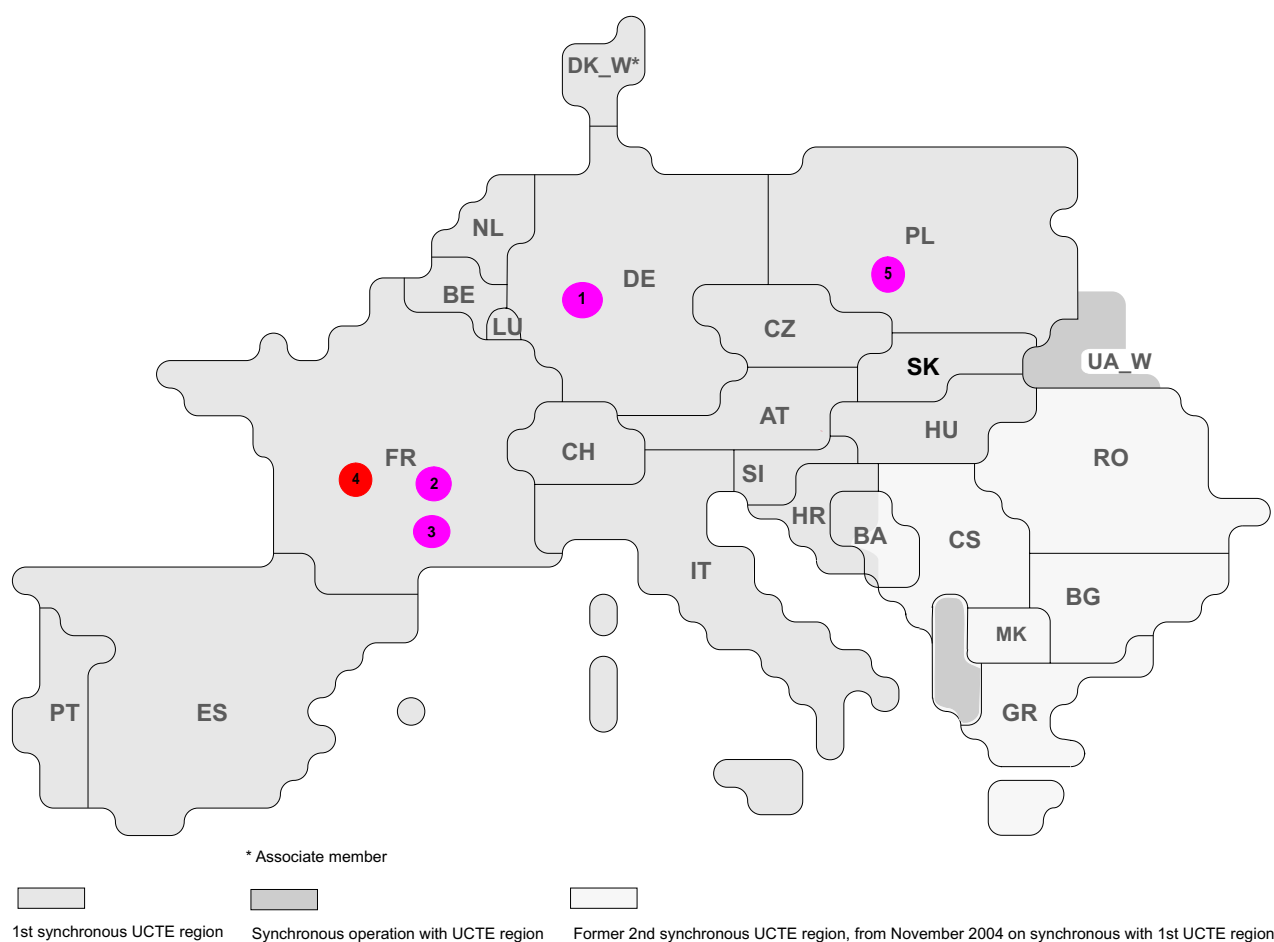 DK_W*
NL
PL
BE
DE
5
1
LU
CZ
UA_W
SK
AT
HU
FR
CH
RO
4
2
SI
3
HR
BA
CS
IT
BG
MK
PT
ES
GR
* Associate member
1st synchronous UCTE region
Synchronous operation with UCTE region
Former 2nd synchronous UCTE region, from November 2004 on synchronous with 1st UCTE region